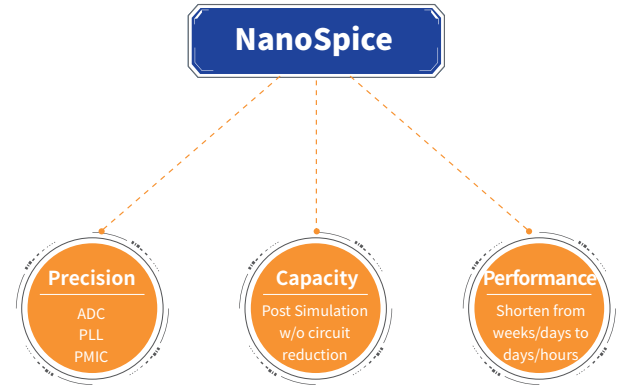 NanoSpice
Precision
ADC
PLL
PMIC
Capacity
Post Simulation
w/o circuit
reduction
Performance
Shorten from
weeks/days to
days/hours